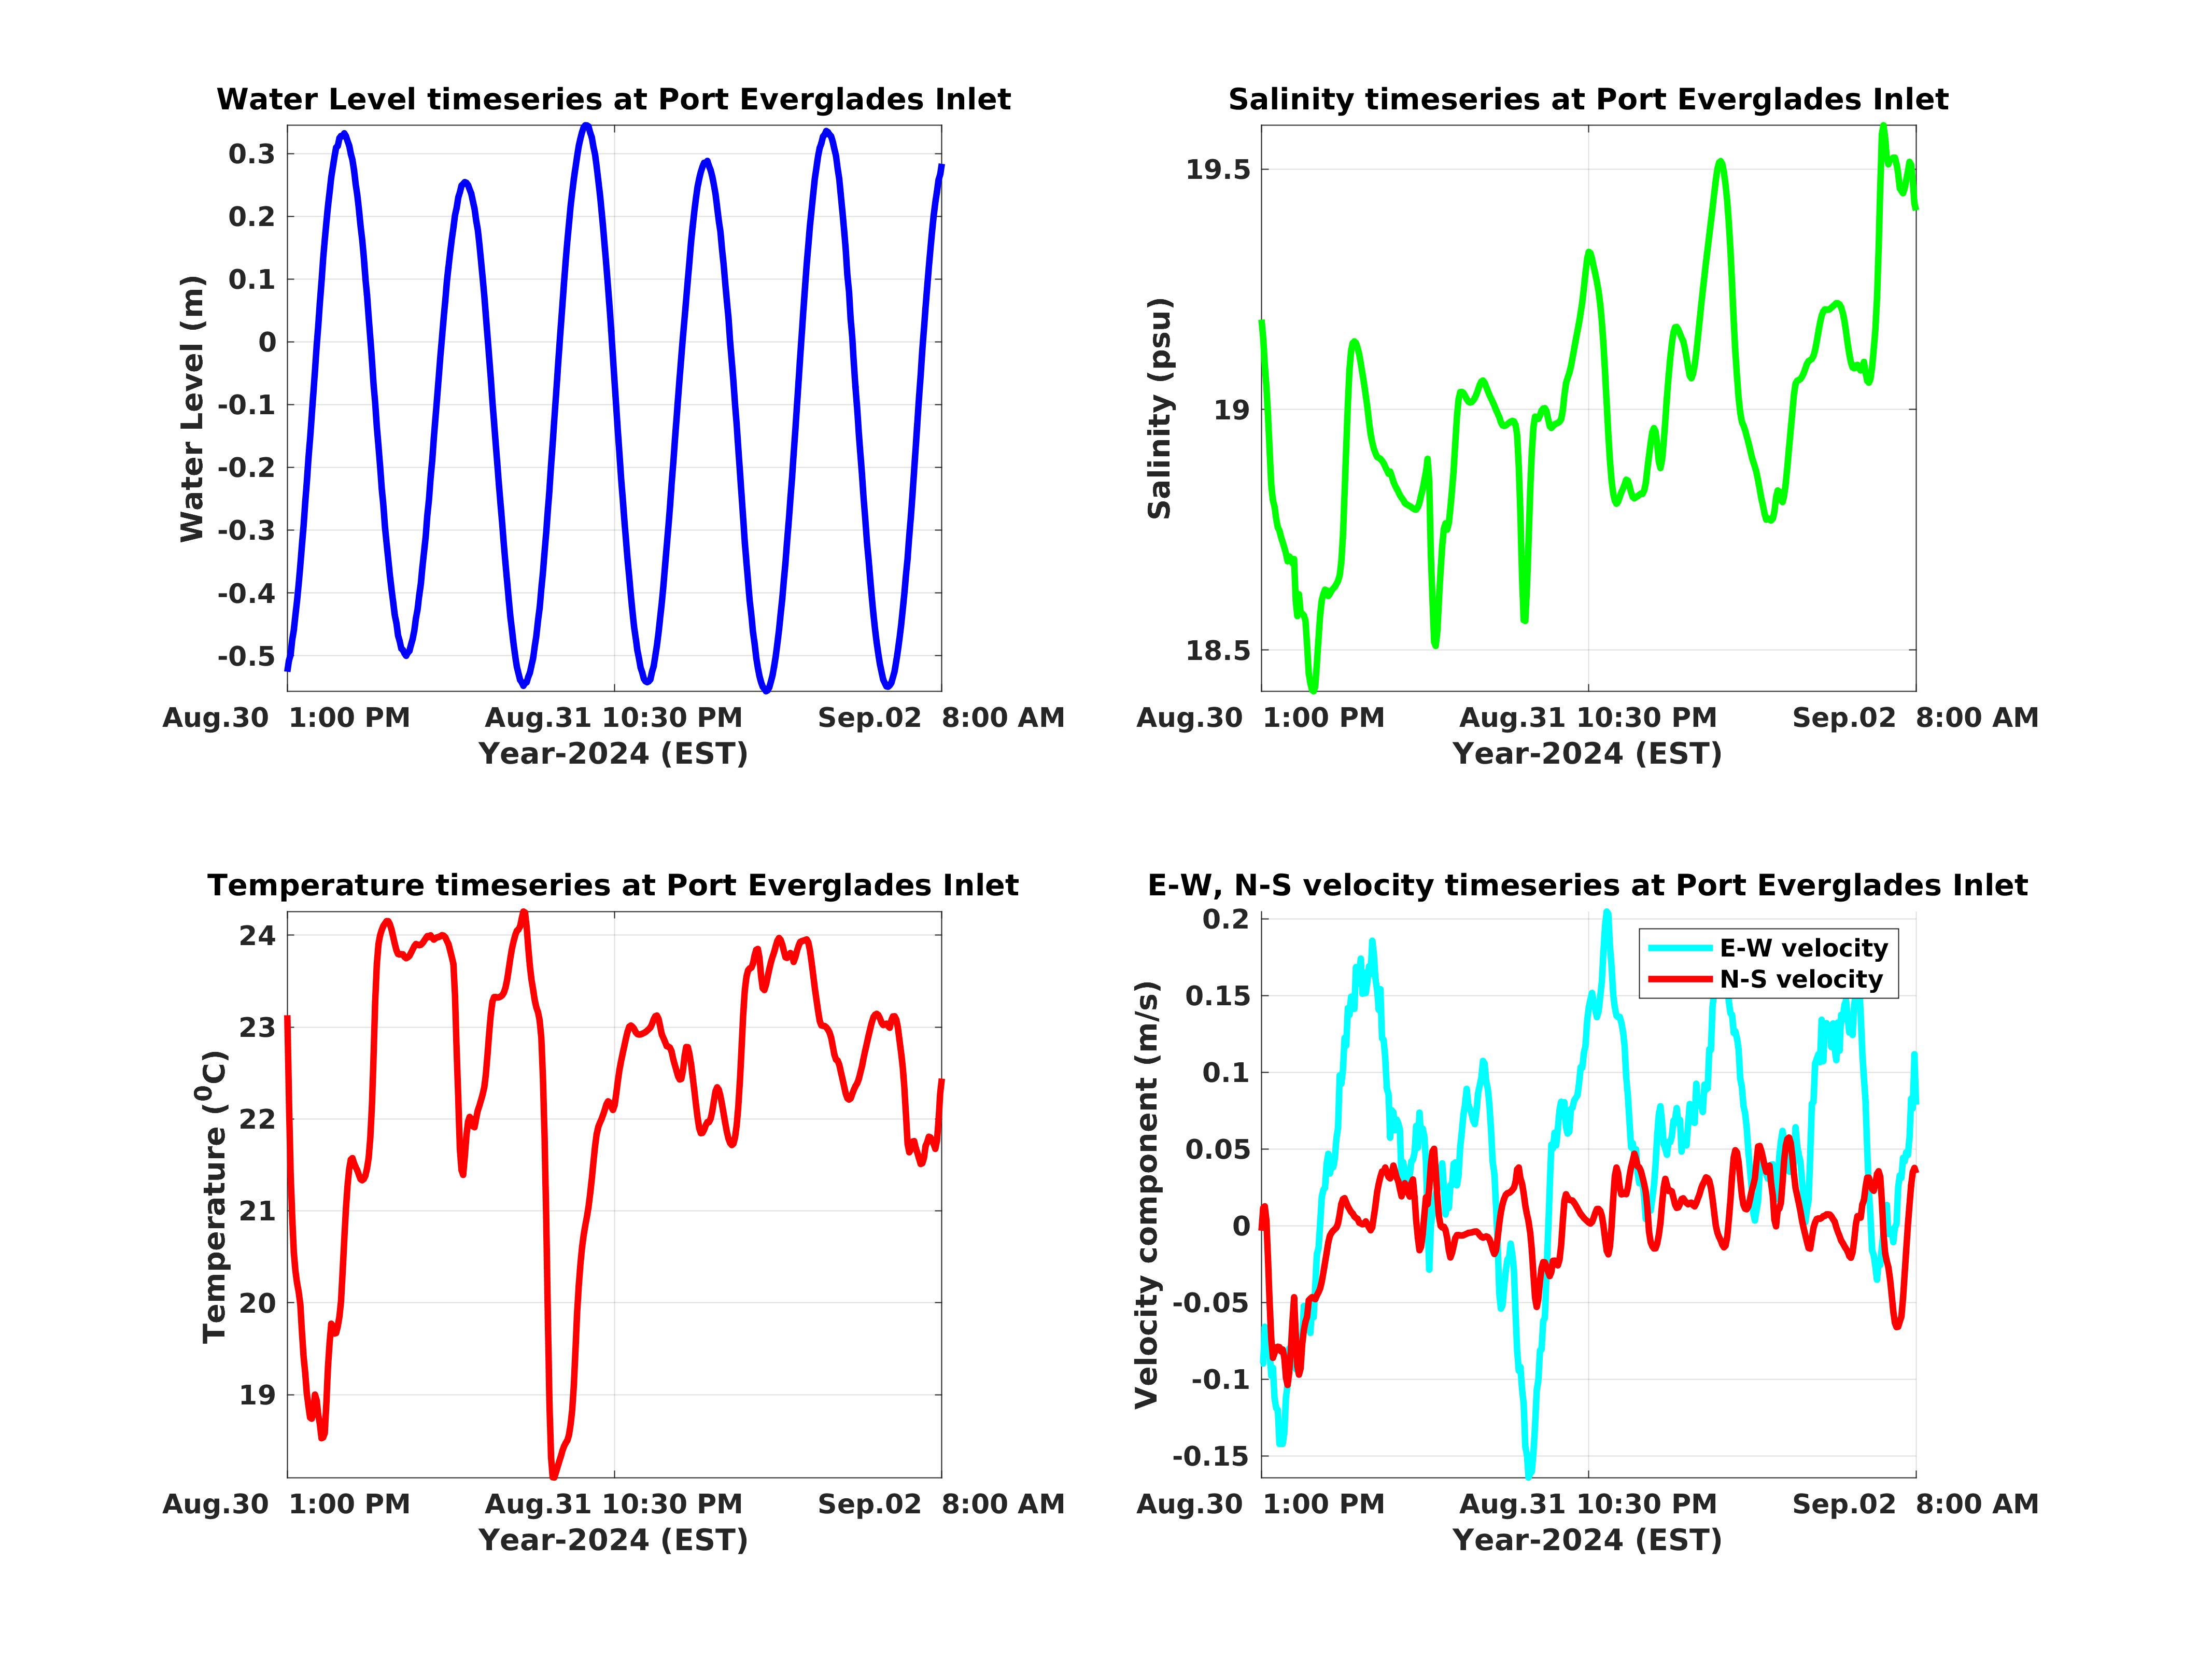 Water Level timeseries at Port Everglades Inlet
0.3
0.2
0.1
0
-0.1
-0.2
-0.3
-0.4
-0.5
Water Level (m)
Aug.30 1:00 PM Aug.31 10:30 PM Sep.02 8:00 AM
Year-2024 (EST)
Salinity timeseries at Port Everglades Inlet
19.5
19
18.5
Salinity (psu)
Aug.30 1:00 PM Aug.31 10:30 PM Sep.02 8:00 AM
Year-2024 (EST)
Temperature timeseries at Port Everglades Inlet
24
23
22
21
20
19
Temperature (⁰C)
Aug.30 1:00 PM Aug.31 10:30 PM Sep.02 8:00 AM
Year-2024 (EST)
E-W, N-S velocity timeseries at Port Everglades Inlet
0.2
0.15
0.1
0.05
0
-0.05
-0.1
-0.15
Velocity component (m/s)
E-W velocity
N-S velocity
Aug.30 1:00 PM Aug.31 10:30 PM Sep.02 8:00 AM
Year-2024 (EST)